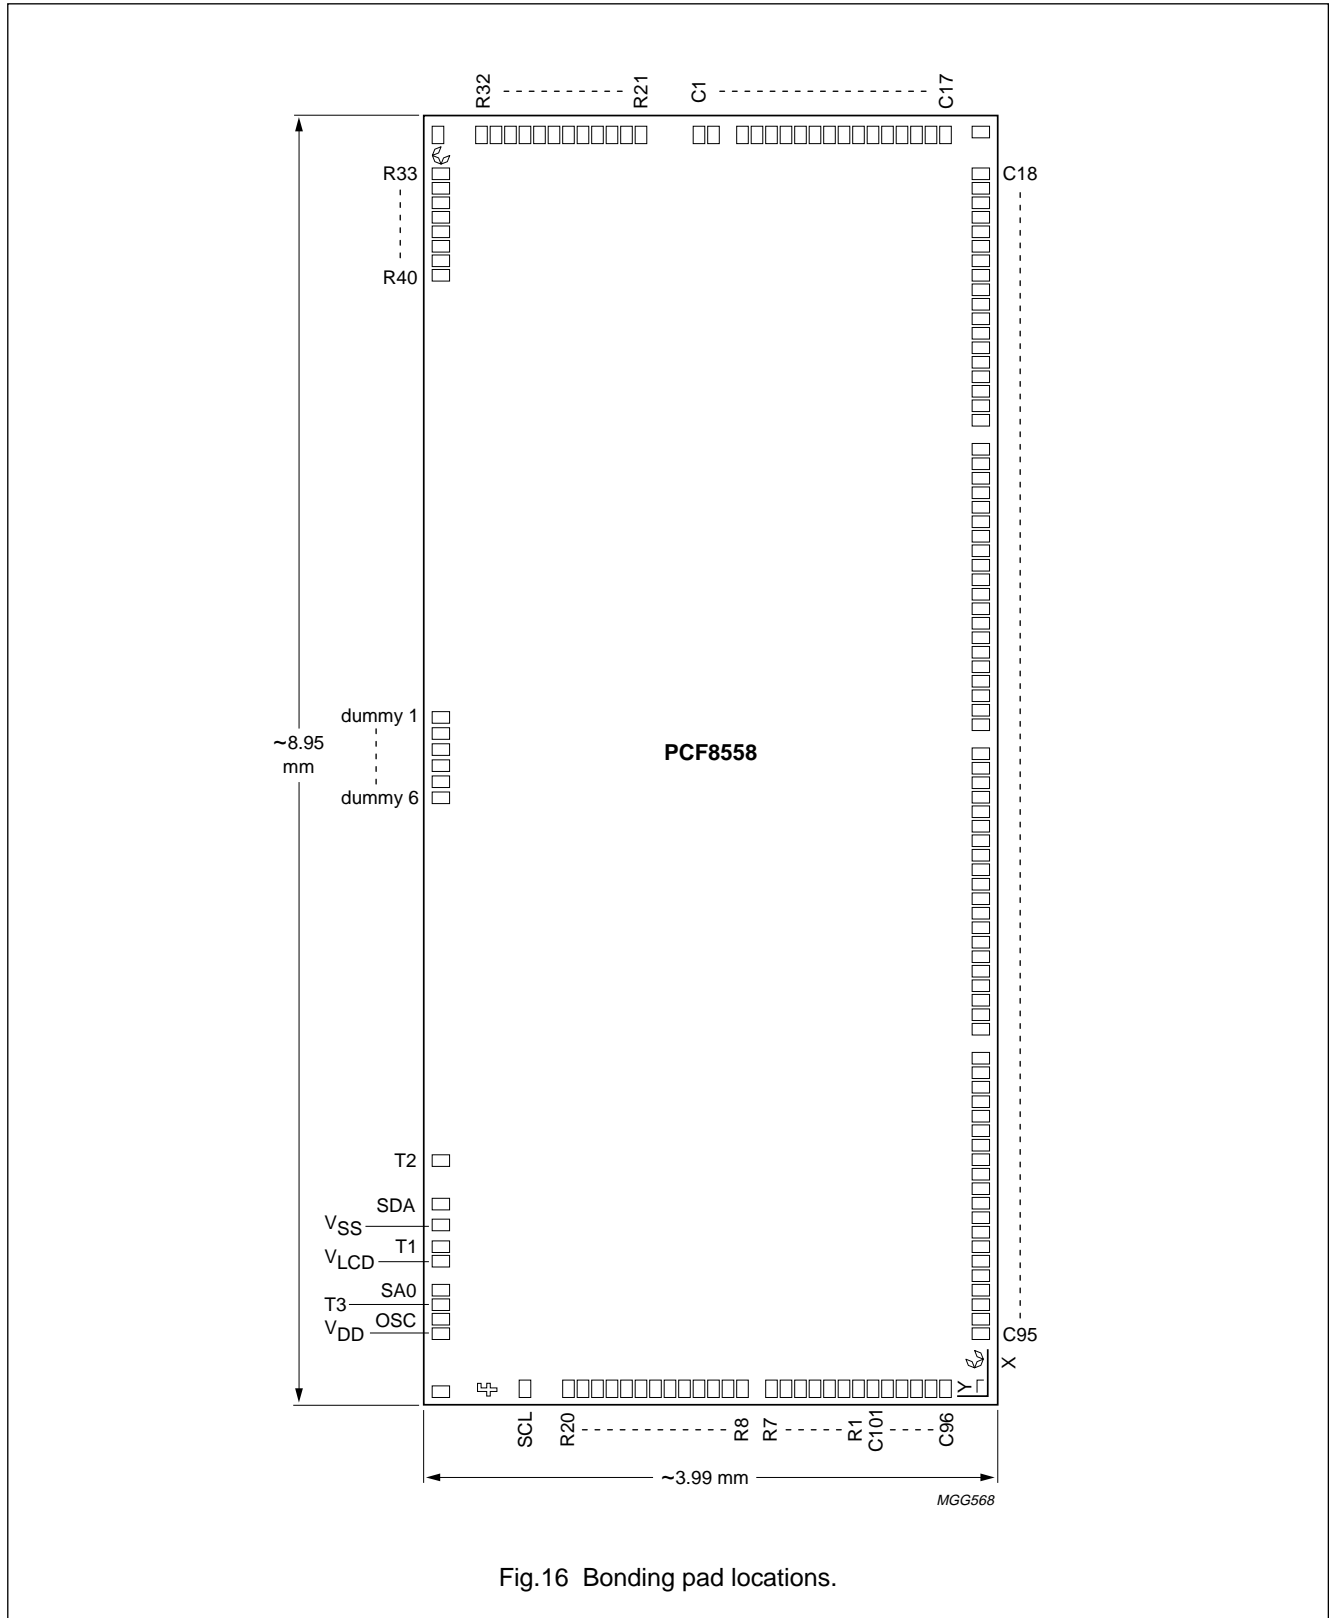 R32
R21
C1
C17
R33
C18
R40
dummy 1
~8.95
mm
PCF8558
dummy 6
T2
SDA
VSS
T1
VLCD
SA0
T3
OSC
VDD
C95
X
Y
SCL
R20
R8
R7
R1
C101
C96
~3.99 mm
MGG568
Fig.16 Bonding pad locations.